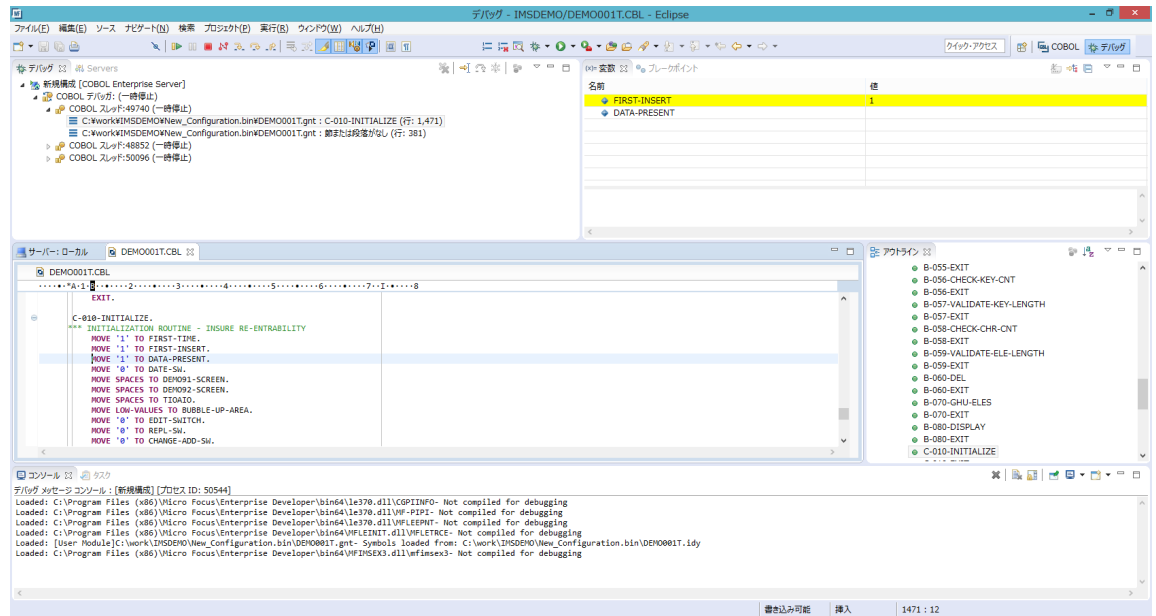 デバッグ - IMSDEMO/DEMO001T.CBL - Eclipse
ファイル(F) 編集(E) ソース ナビゲート(N) 検索 プロジェクト(P) 実行(R) ウィンドウ(W) ヘルプ(H)
クイック・アクセス COBOL デバッグ
デバッグ Servers
新規構成 [COBOL Enterprise Server]
COBOL デバッガ: (一時停止)
COBOL スレッド:49740 (一時停止)
C:¥work¥IMSDEMO¥New_Configuration.bin¥DEMO001T.gnt : C-010-INITIALIZE (行: 1,471)
C:¥work¥IMSDEMO¥New_Configuration.bin¥DEMO001T.gnt : 節または段落がなし (行: 381)
COBOL スレッド:48852 (一時停止)
COBOL スレッド:50096 (一時停止)
(x)= 変数 ブレークポイント
名前 値
FIRST-INSERT 1
DATA-PRESENT
サーバー: ローカル DEMO001T.CBL
DEMO001T.CBL
····•·*A·1·B··•····2····•····3····•····4····•····5····•····6····•····7··I·•····8
EXIT.
C-010-INITIALIZE.
*** INITIALIZATION ROUTINE - INSURE RE-ENTRABILITY
MOVE '1' TO FIRST-TIME.
MOVE '1' TO FIRST-INSERT.
MOVE '1' TO DATA-PRESENT.
MOVE '0' TO DATE-SW.
MOVE SPACES TO DEMO91-SCREEN.
MOVE SPACES TO DEMO92-SCREEN.
MOVE SPACES TO TIOAIO.
MOVE LOW-VALUES TO BUBBLE-UP-AREA.
MOVE '0' TO EDIT-SWITCH.
MOVE '0' TO REPL-SW.
MOVE '0' TO CHANGE-ADD-SW.
アウトライン
B-055-EXIT
B-056-CHECK-KEY-CNT
B-056-EXIT
B-057-VALIDATE-KEY-LENGTH
B-057-EXIT
B-058-CHECK-CHR-CNT
B-058-EXIT
B-059-VALIDATE-ELE-LENGTH
B-059-EXIT
B-060-DEL
B-060-EXIT
B-070-GHU-ELES
B-070-EXIT
B-080-DISPLAY
B-080-EXIT
C-010-INITIALIZE
コンソール タスク
デバッグ メッセージ コンソール : [新規構成] [プロセス ID: 50544]
Loaded: C:\Program Files (x86)\Micro Focus\Enterprise Developer\bin64\le370.dll\CGPIINFO- Not compiled for debugging
Loaded: C:\Program Files (x86)\Micro Focus\Enterprise Developer\bin64\le370.dll\MF-PIPI- Not compiled for debugging
Loaded: C:\Program Files (x86)\Micro Focus\Enterprise Developer\bin64\le370.dll\MFLEEPNT- Not compiled for debugging
Loaded: C:\Program Files (x86)\Micro Focus\Enterprise Developer\bin64\MFLEINIT.dll\MFLETRCE- Not compiled for debugging
Loaded: [User Module]C:\work\IMSDEMO\New_Configuration.bin\DEMO001T.gnt- Symbols loaded from: C:\work\IMSDEMO\New_Configuration.bin\DEMO001T.idy
Loaded: C:\Program Files (x86)\Micro Focus\Enterprise Developer\bin64\MFIMSEX3.dll\mfimsex3- Not compiled for debugging
書き込み可能 挿入 1471 : 12